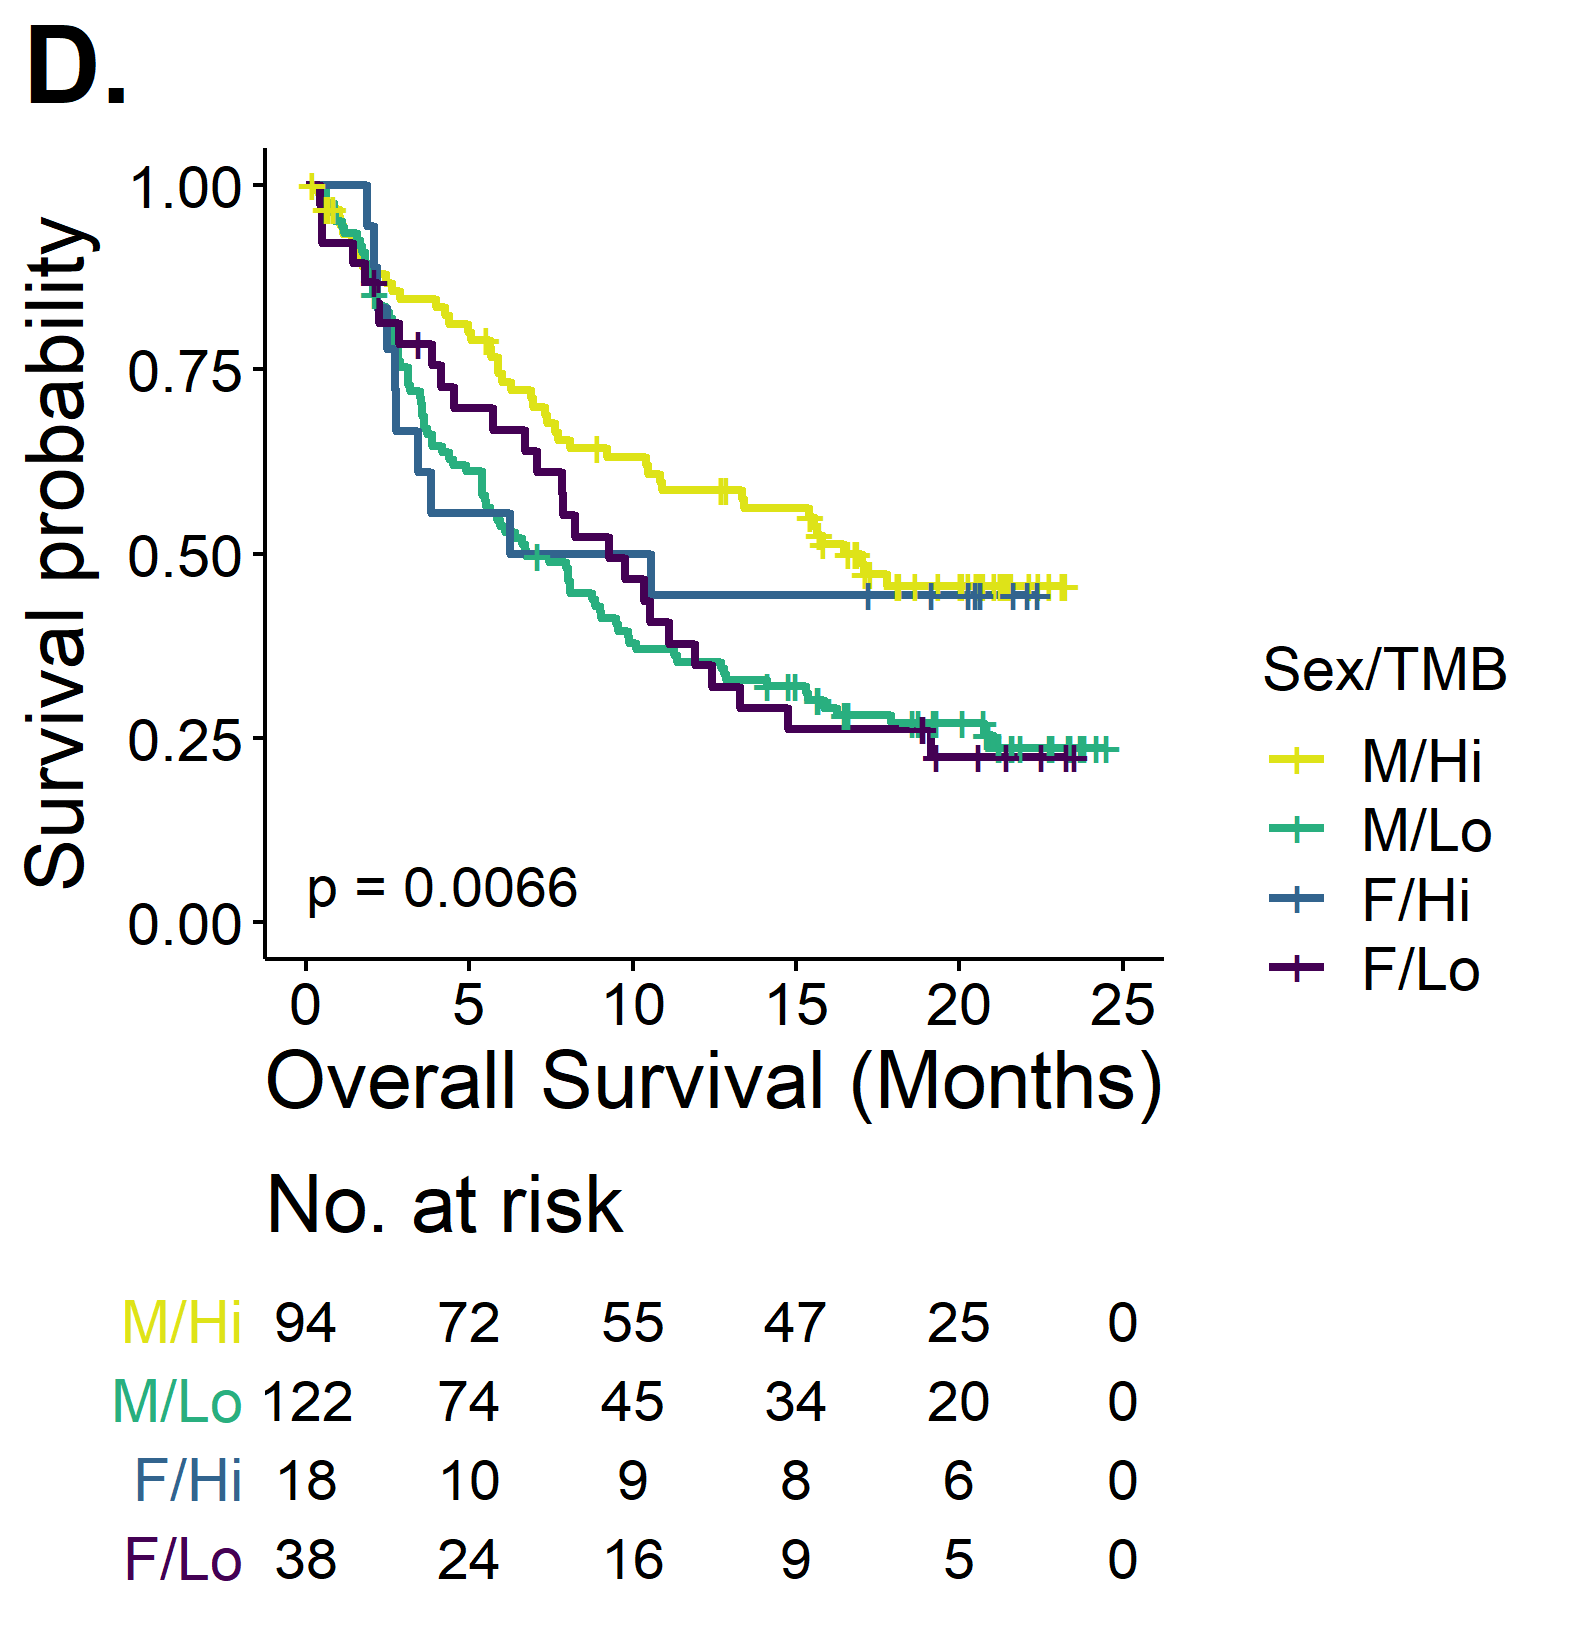 D.
Survival probability
1.00
0.75
0.50
0.25
0.00
p = 0.0066
0 5 10 15 20 25
Overall Survival (Months)
Sex/TMB
M/Hi
M/Lo
F/Hi
F/Lo
No. at risk
M/Hi 94 72 55 47 25 0
M/Lo 122 74 45 34 20 0
F/Hi 18 10 9 8 6 0
F/Lo 38 24 16 9 5 0